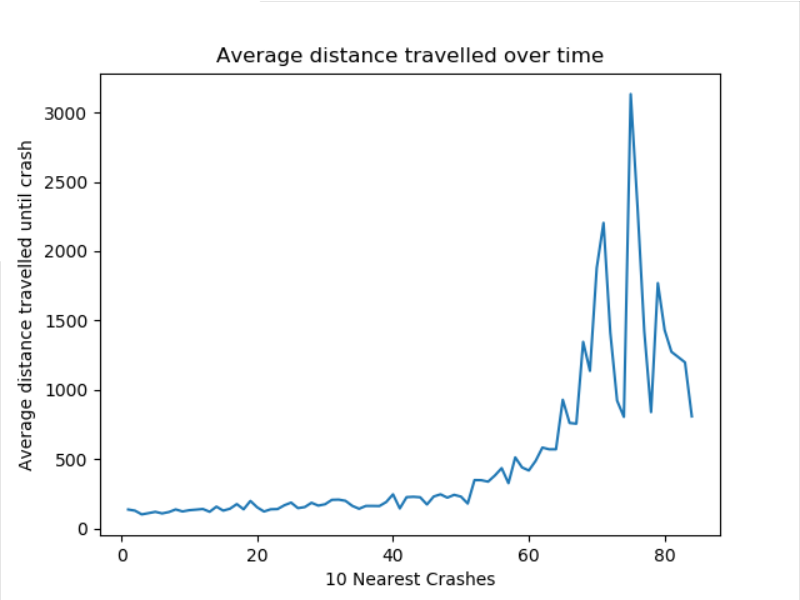 Average distance travelled over time
Average distance travelled until crash
3000
2500
2000
1500
1000
500
0
0 20 40 60 80
10 Nearest Crashes